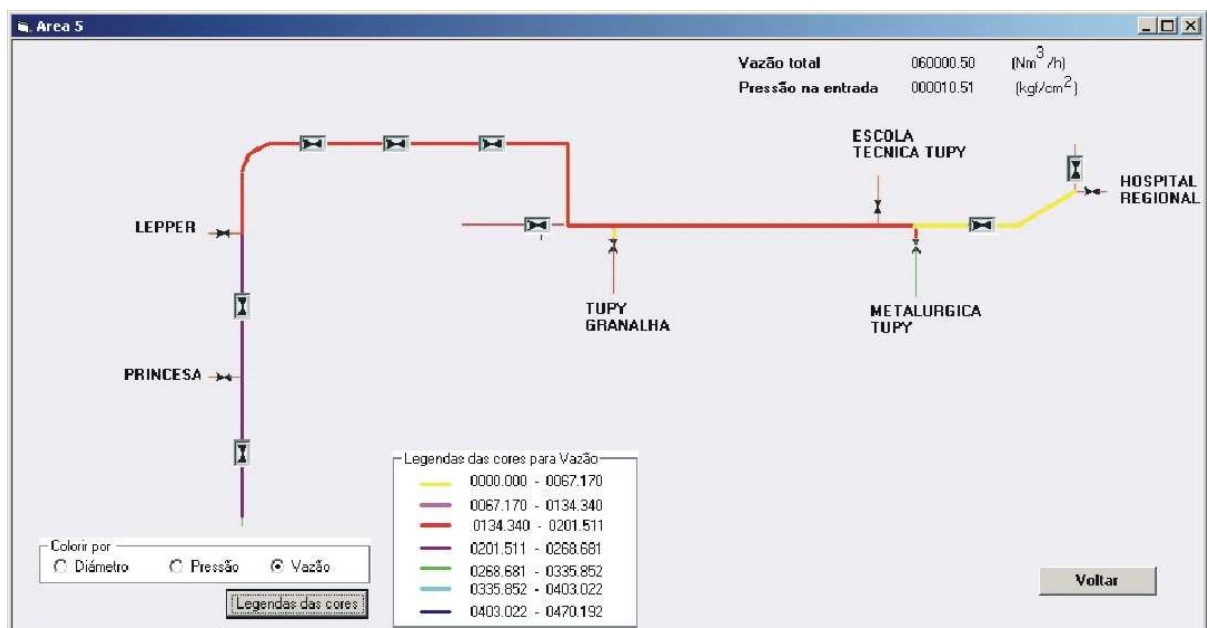 Area 5
Vazão total 060000.50 (Nm3/h)
Pressão na entrada 000010.51 (kgf/cm2)
ESCOLA
TECNICA TUPY
HOSPITAL
REGIONAL
LEPPER
TUPY
GRANALHA
METALURGICA
TUPY
PRINCESA
Legendas das cores para Vazão
0000.000 - 0067.170
0067.170 - 0134.340
0134.340 - 0201.511
0201.511 - 0268.681
0268.681 - 0335.852
0335.852 - 0403.022
0403.022 - 0470.192
Colorir por
Diámetro Pressão Vazão
Legendas das cores
Voltar